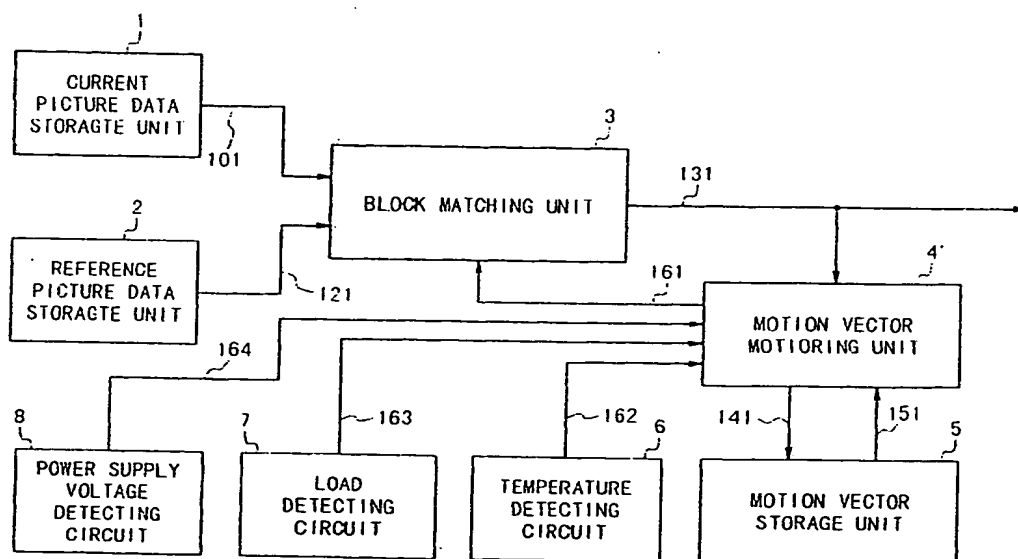 1
CURRENT
PICTURE DATA
STORAGTE UNIT
101
3
BLOCK MATCHING UNIT
131
2
REFERENCE
PICTURE DATA
STORAGTE UNIT
121
161
4'
MOTION VECTOR
MOTIORING UNIT
164
163
162
141
151
8
POWER SUPPLY
VOLTAGE
DETECTING
CIRCUIT
7
LOAD
DETECTING
CIRCUIT
6
TEMPERATURE
DETECTING
CIRCUIT
5
MOTION VECTOR
STORAGE UNIT